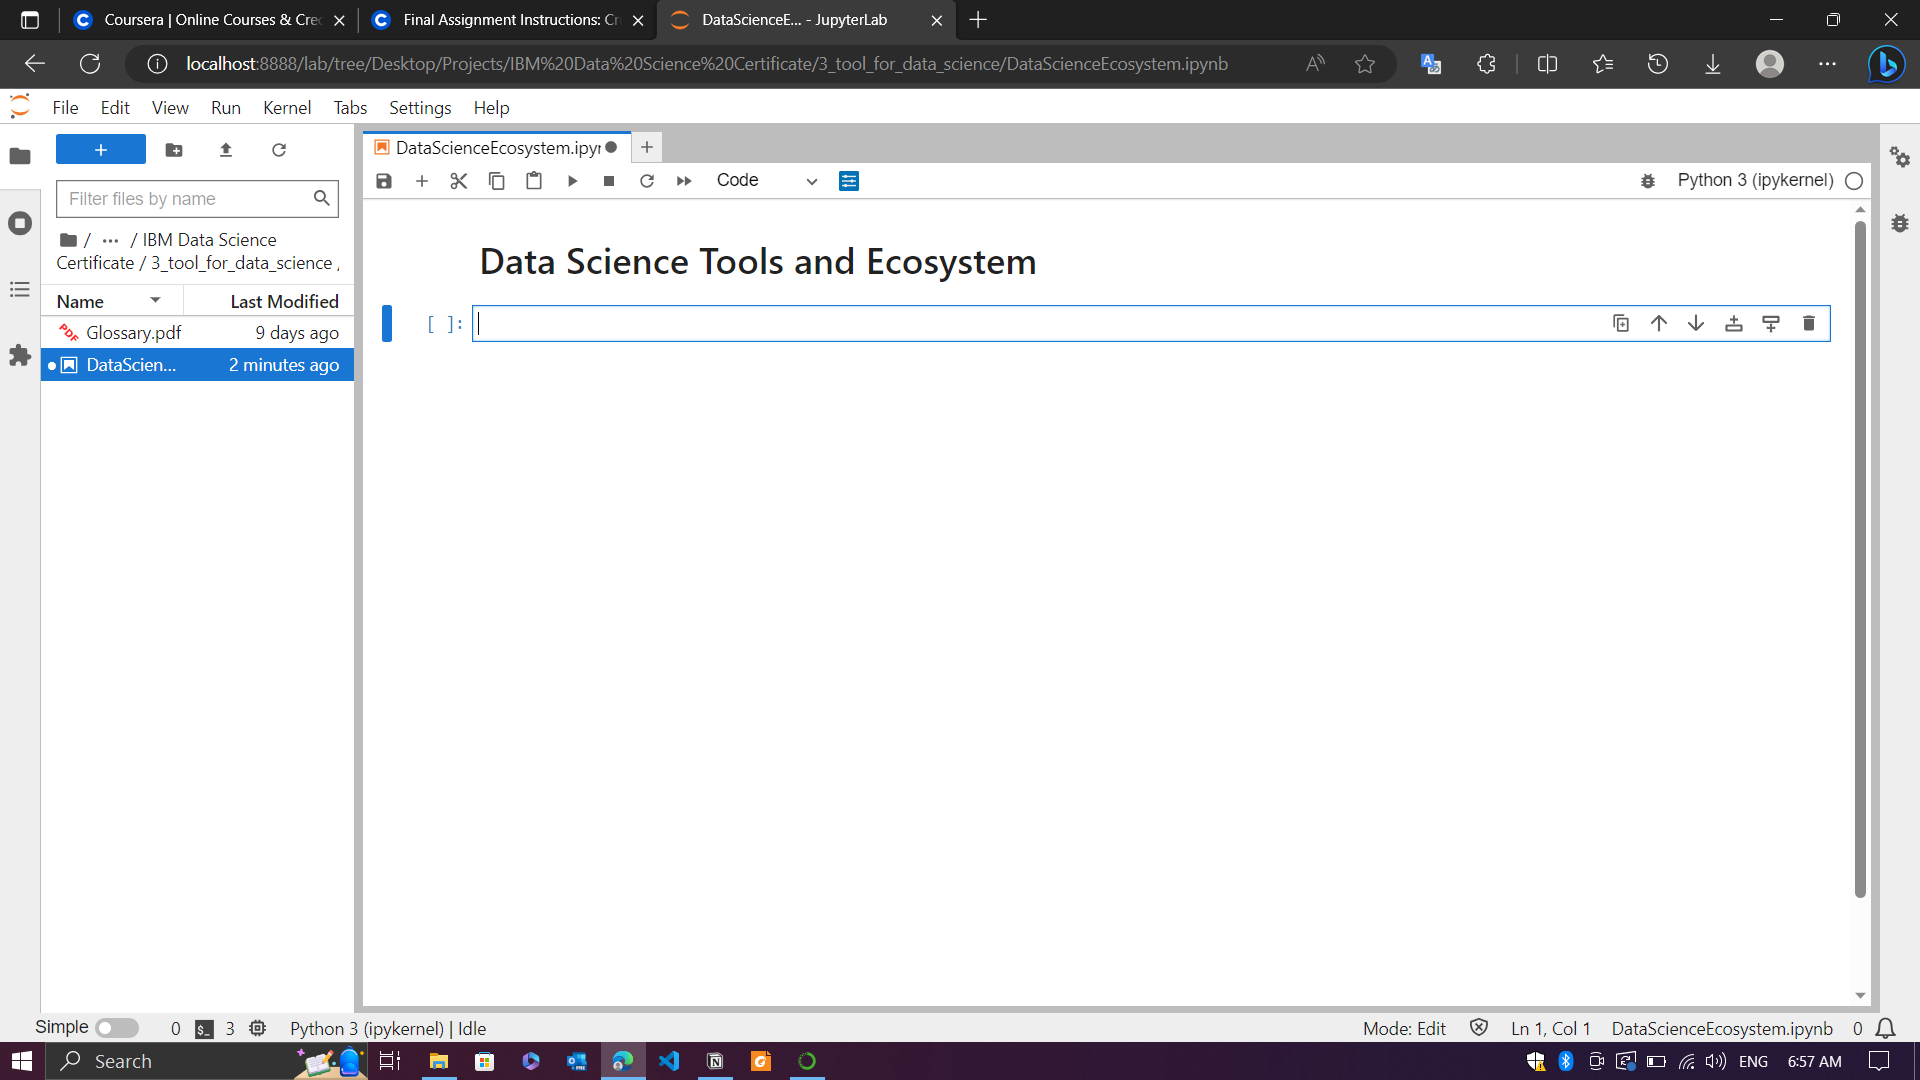 Coursera | Online Courses & Cre
Final Assignment Instructions: Cr
DataScienceE... - JupyterLab
localhost:8888/lab/tree/Desktop/Projects/IBM%20Data%20Science%20Certificate/3_tool_for_data_science/DataScienceEcosystem.ipynb
File Edit View Run Kernel Tabs Settings Help
DataScienceEcosystem.ipyn
Code
Python 3 (ipykernel)
Filter files by name
/ ... / IBM Data Science
Certificate / 3_tool_for_data_science /
Name Last Modified
Glossary.pdf 9 days ago
DataScien... 2 minutes ago
Data Science Tools and Ecosystem
[ ]:
Simple 0 $_ 3 Python 3 (ipykernel) | Idle
Mode: Edit Ln 1, Col 1 DataScienceEcosystem.ipynb 0
Search
ENG 6:57 AM